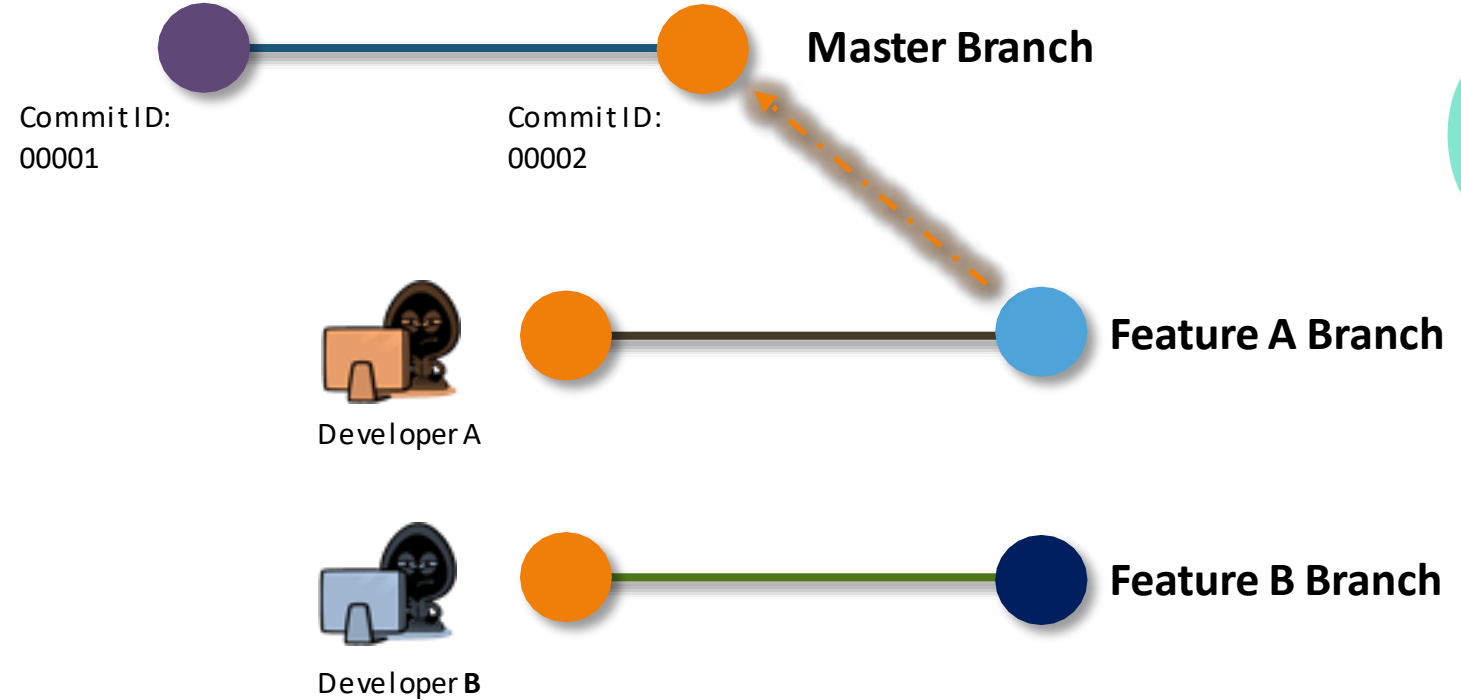 Master Branch
Commit ID:
00001
Commit ID:
00002
Feature A Branch
Developer A
Feature B Branch
Developer B